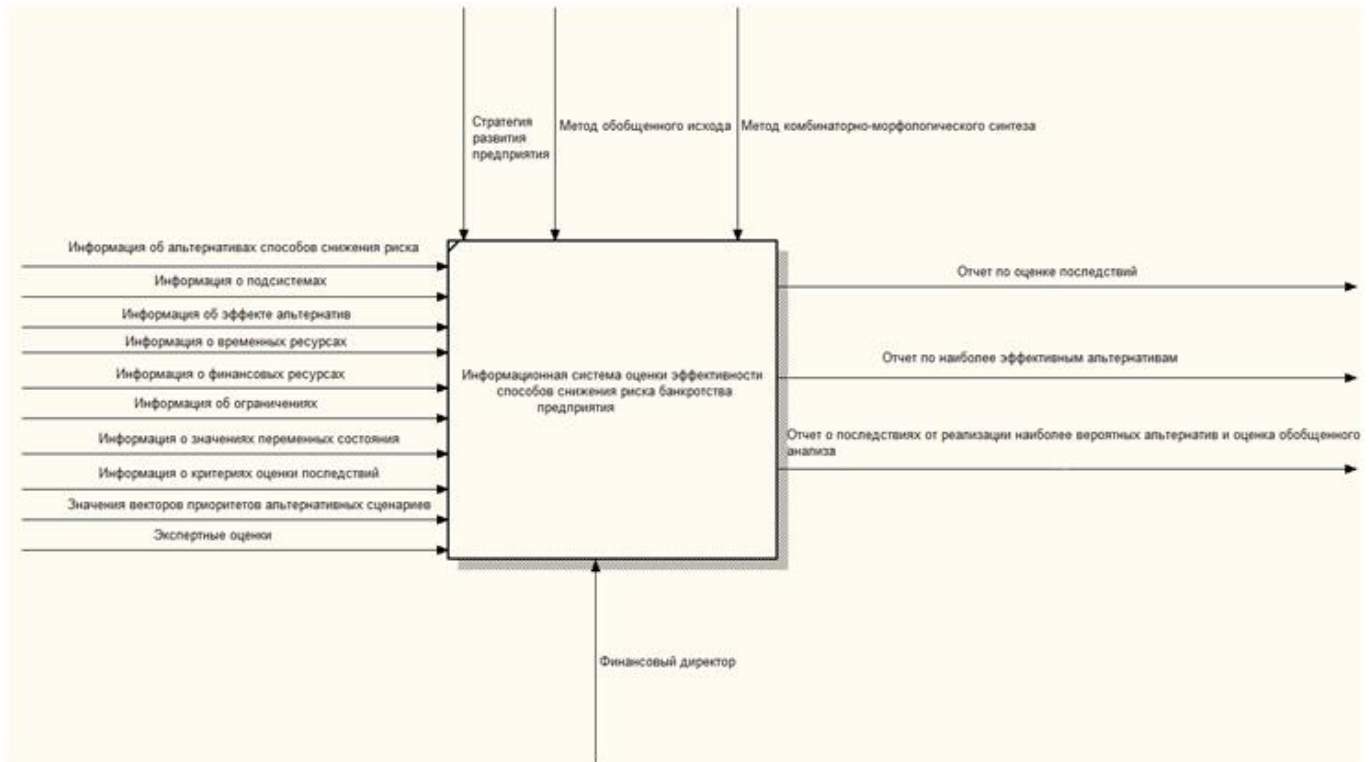 Стратегия
развития
предприятия
Метод обобщенного исхода
Метод комбинаторно-морфологического синтеза
Информация об альтернативах способов снижения риска
Информация о подсистемах
Информация об эффекте альтернатив
Информация о временных ресурсах
Информация о финансовых ресурсах
Информация об ограничениях
Информация о значениях переменных состояния
Информация о критериях оценки последствий
Значения векторов приоритетов альтернативных сценариев
Экспертные оценки
Информационная система оценки эффективности
способов снижения риска банкротства
предприятия
Отчет по оценке последствий
Отчет по наиболее эффективным альтернативам
Отчет о последствиях от реализации наиболее вероятных альтернатив и оценка обобщенного
анализа
Финансовый директор